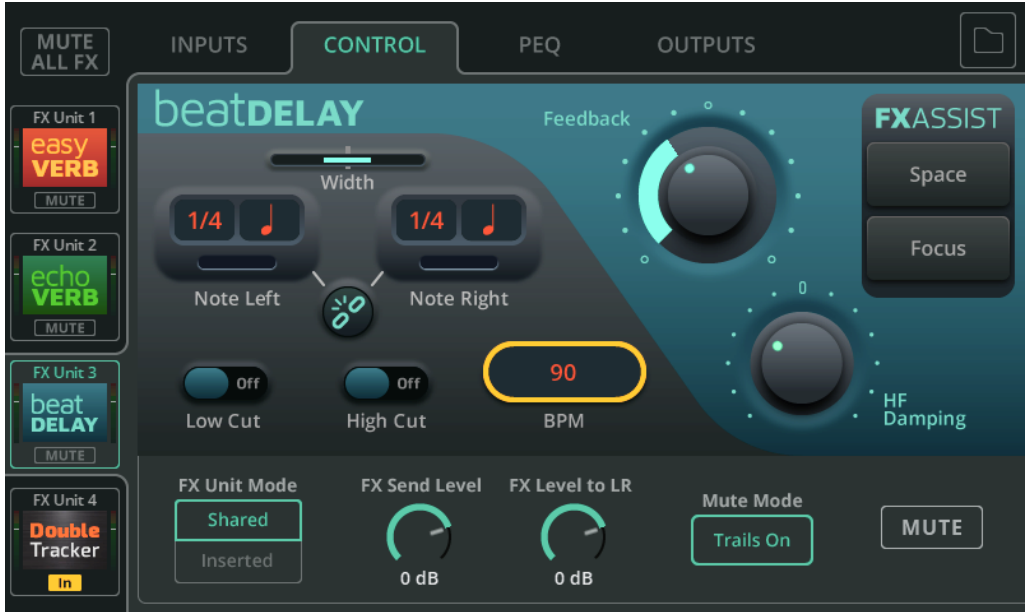 MUTE
ALL FX
INPUTS
CONTROL
PEQ
OUTPUTS
FX Unit 1
easy
VERB
MUTE
FX Unit 2
echo
VERB
MUTE
FX Unit 3
beat
DELAY
MUTE
FX Unit 4
Double
Tracker
In
beatDELAY
Width
1/4
1/4
Note Left
Note Right
Off
Off
Low Cut
High Cut
90
BPM
Feedback
0
HF
Damping
FXASSIST
Space
Focus
FX Unit Mode
Shared
Inserted
FX Send Level
0 dB
FX Level to LR
0 dB
Mute Mode
Trails On
MUTE